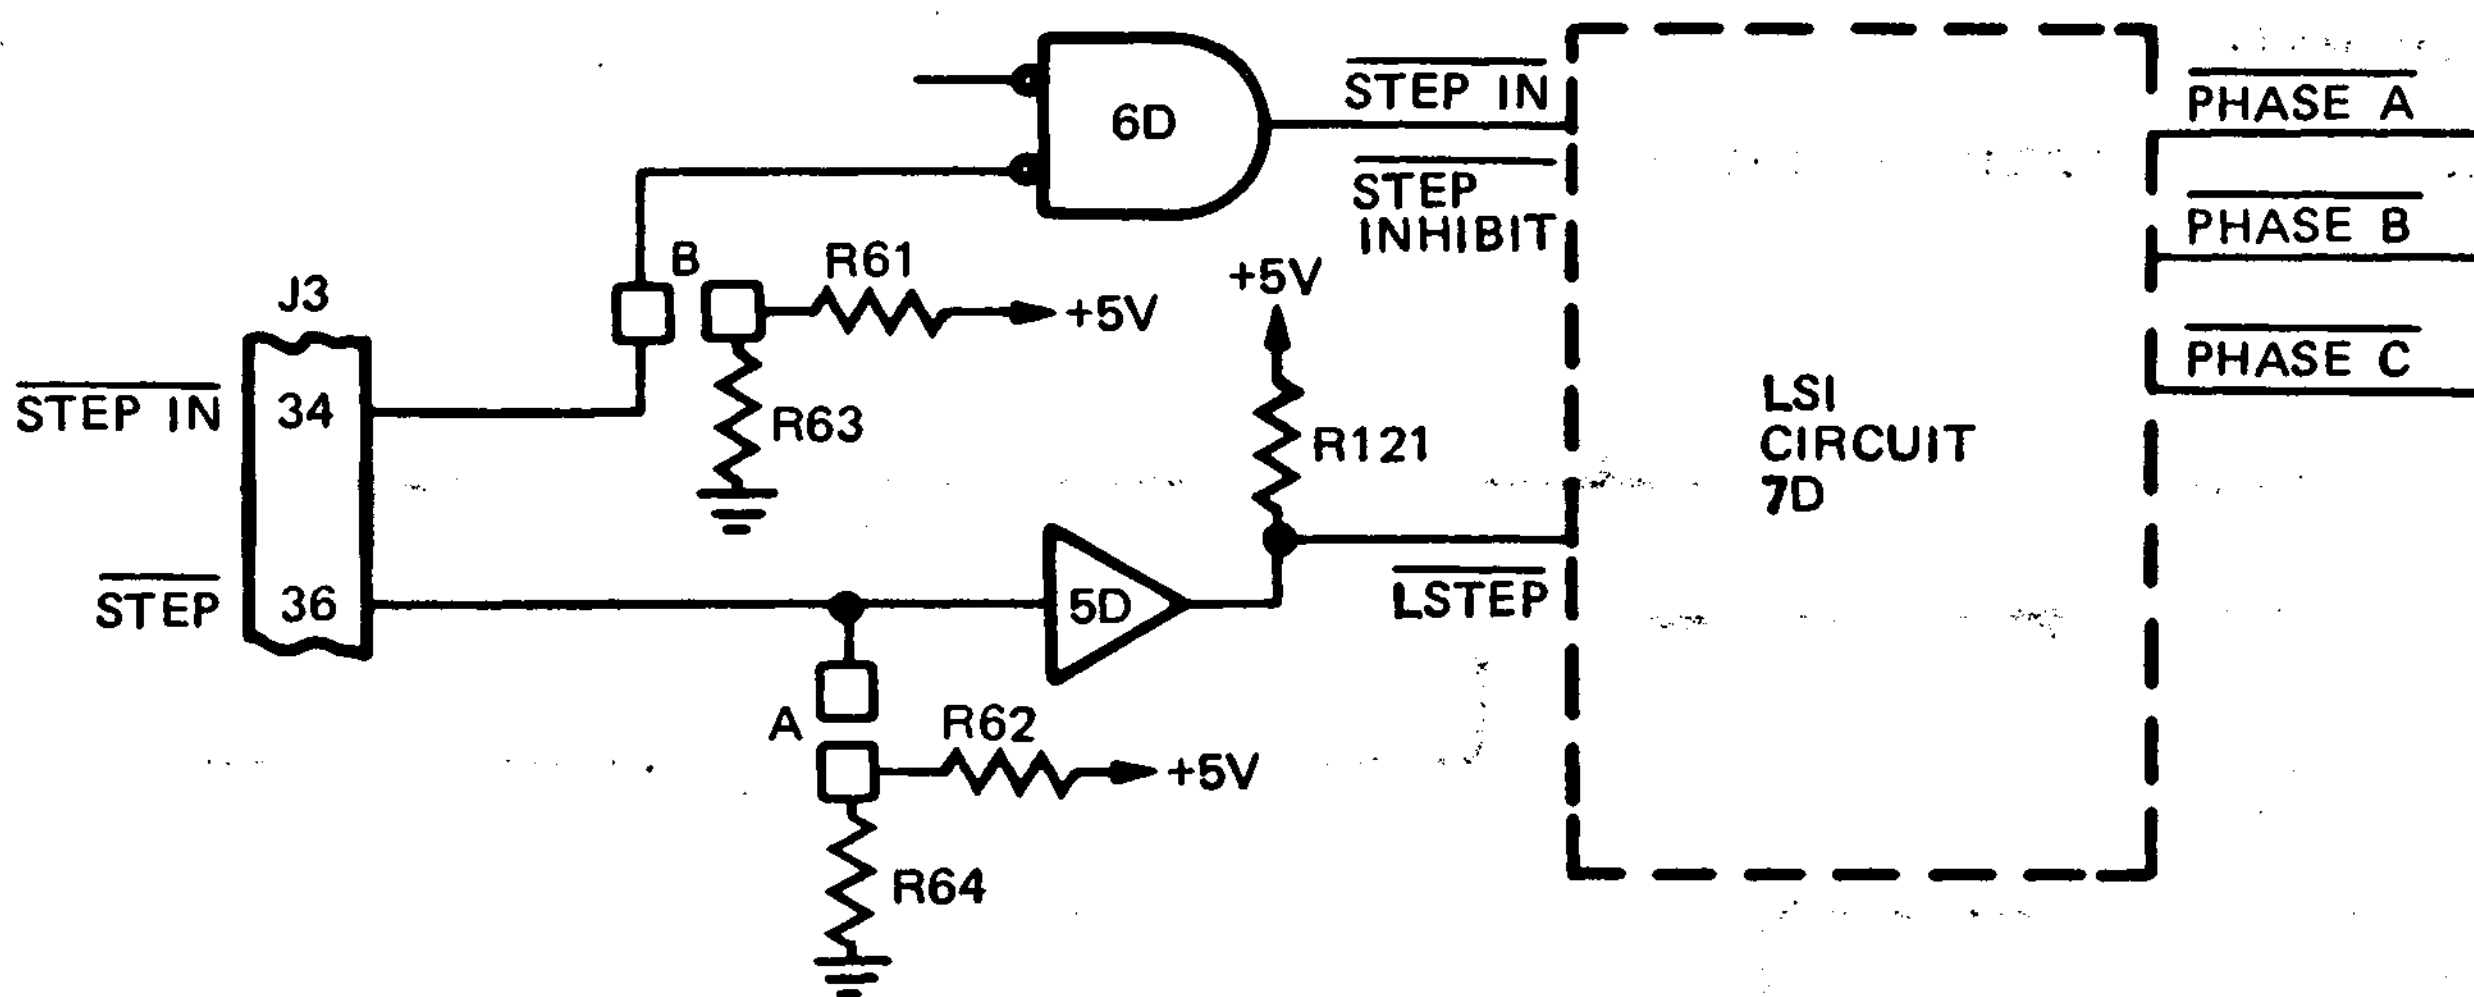 STEP IN
PHASE A
6D
STEP
INHIBIT
PHASE B
B
R61
+5V
+5V
J3
PHASE C
STEP IN
34
R63
R121
LSI
CIRCUIT
7D
STEP
36
5D
LSTEP
A
R62
+5V
R64